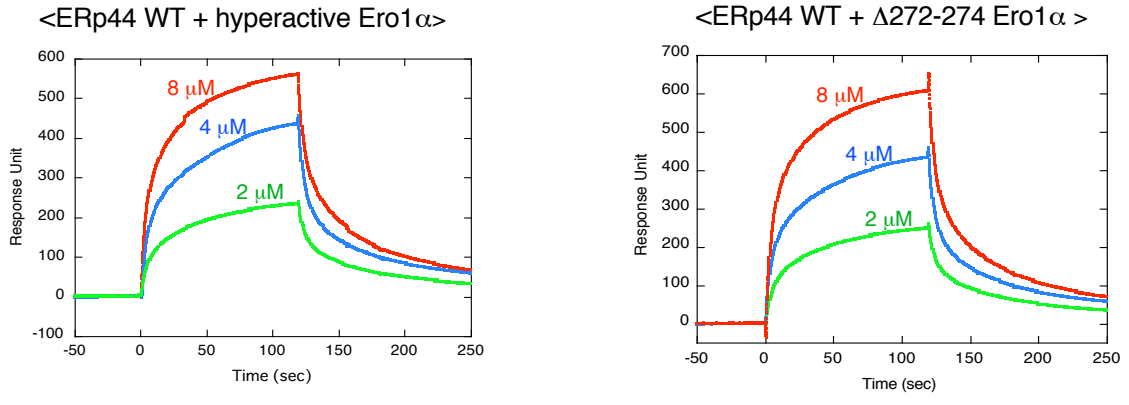 <ERp44 WT + hyperactive Ero1α>
600
500
400
300
200
100
0
-100
Response Unit
8 μM
4 μM
2 μM
-50
0
50
100
150
200
250
Time (sec)
<ERp44 WT + Δ272-274 Ero1α >
700
600
500
400
300
200
100
0
Response Unit
8 μM
4 μM
2 μM
-50
0
50
100
150
200
250
Time (sec)